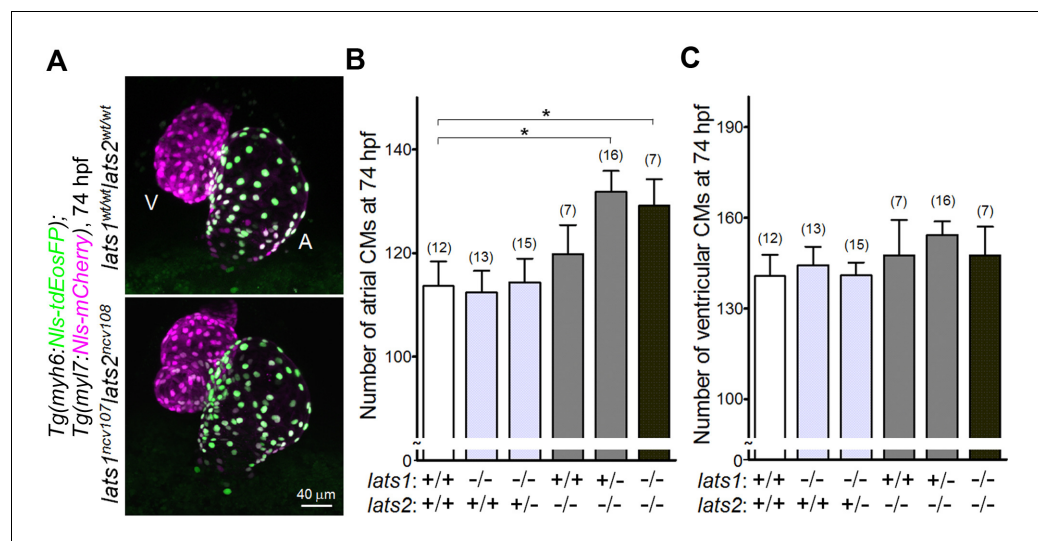 A
Tg(myh6:Nls-tdEosFP);
Tg(myl7:Nls-mCherry), 74 hpf
lats1wt/wtlats2wt/wt
lats1ncv107lats2ncv108
V
A
40 μm
B
Number of atrial CMs at 74 hpf
140
120
100
~
0
*
*
(12)
(13)
(15)
(7)
(16)
(7)
lats1: +/+ -/- -/- +/+ +/- -/-
lats2: +/+ +/+ +/- -/- -/- -/-
C
Number of ventricular CMs at 74 hpf
190
160
130
100
~
0
(12)
(13)
(15)
(7)
(16)
(7)
lats1: +/+ -/- -/- +/+ +/- -/-
lats2: +/+ +/+ +/- -/- -/- -/-